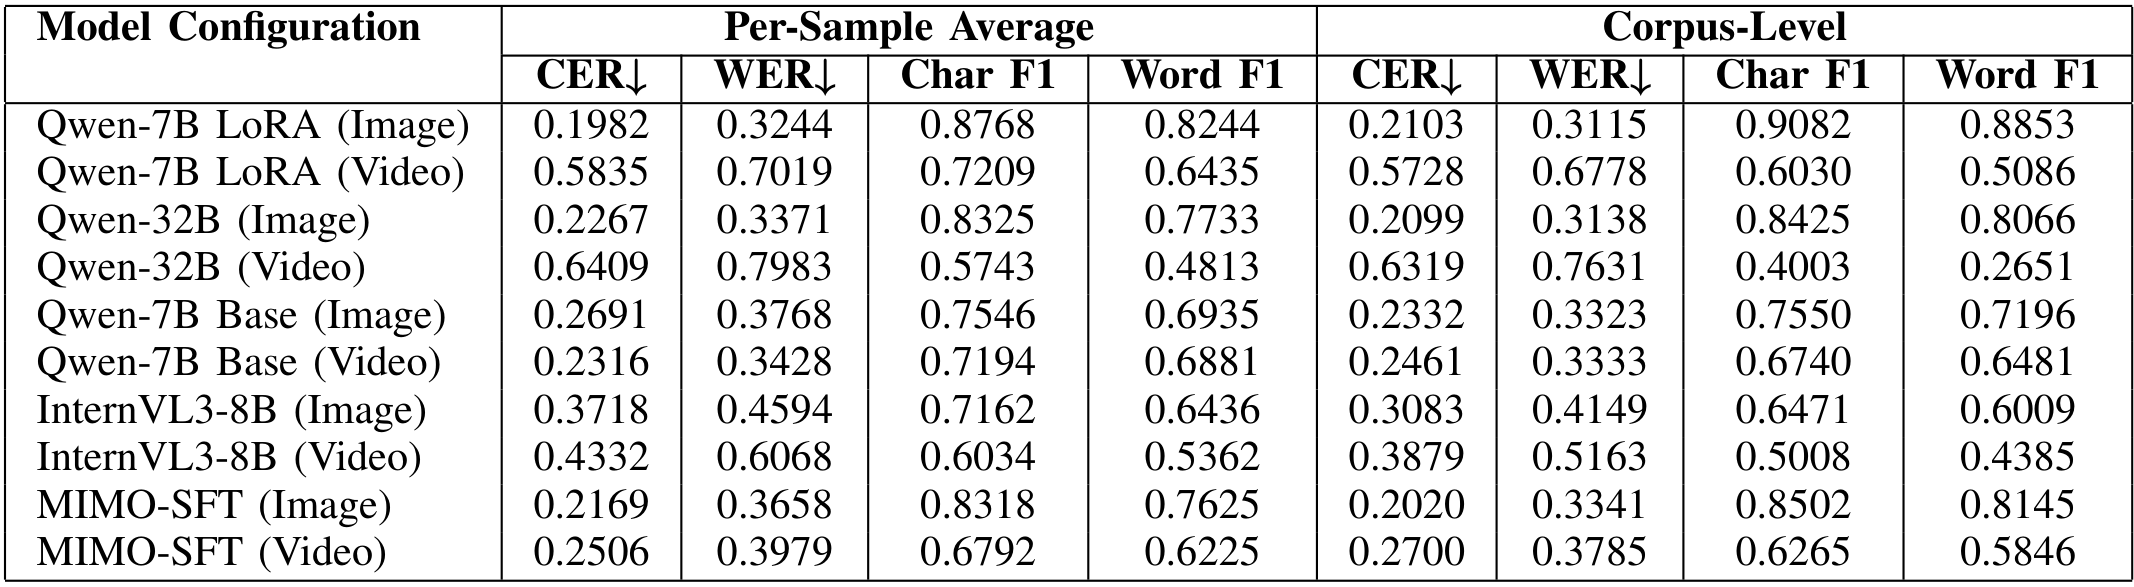 Model Configuration Per-Sample Average Corpus-Level
CER↓ WER↓ Char F1 Word F1 CER↓ WER↓ Char F1 Word F1
Qwen-7B LoRA (Image) 0.1982 0.3244 0.8768 0.8244 0.2103 0.3115 0.9082 0.8853
Qwen-7B LoRA (Video) 0.5835 0.7019 0.7209 0.6435 0.5728 0.6778 0.6030 0.5086
Qwen-32B (Image) 0.2267 0.3371 0.8325 0.7733 0.2099 0.3138 0.8425 0.8066
Qwen-32B (Video) 0.6409 0.7983 0.5743 0.4813 0.6319 0.7631 0.4003 0.2651
Qwen-7B Base (Image) 0.2691 0.3768 0.7546 0.6935 0.2332 0.3323 0.7550 0.7196
Qwen-7B Base (Video) 0.2316 0.3428 0.7194 0.6881 0.2461 0.3333 0.6740 0.6481
InternVL3-8B (Image) 0.3718 0.4594 0.7162 0.6436 0.3083 0.4149 0.6471 0.6009
InternVL3-8B (Video) 0.4332 0.6068 0.6034 0.5362 0.3879 0.5163 0.5008 0.4385
MIMO-SFT (Image) 0.2169 0.3658 0.8318 0.7625 0.2020 0.3341 0.8502 0.8145
MIMO-SFT (Video) 0.2506 0.3979 0.6792 0.6225 0.2700 0.3785 0.6265 0.5846